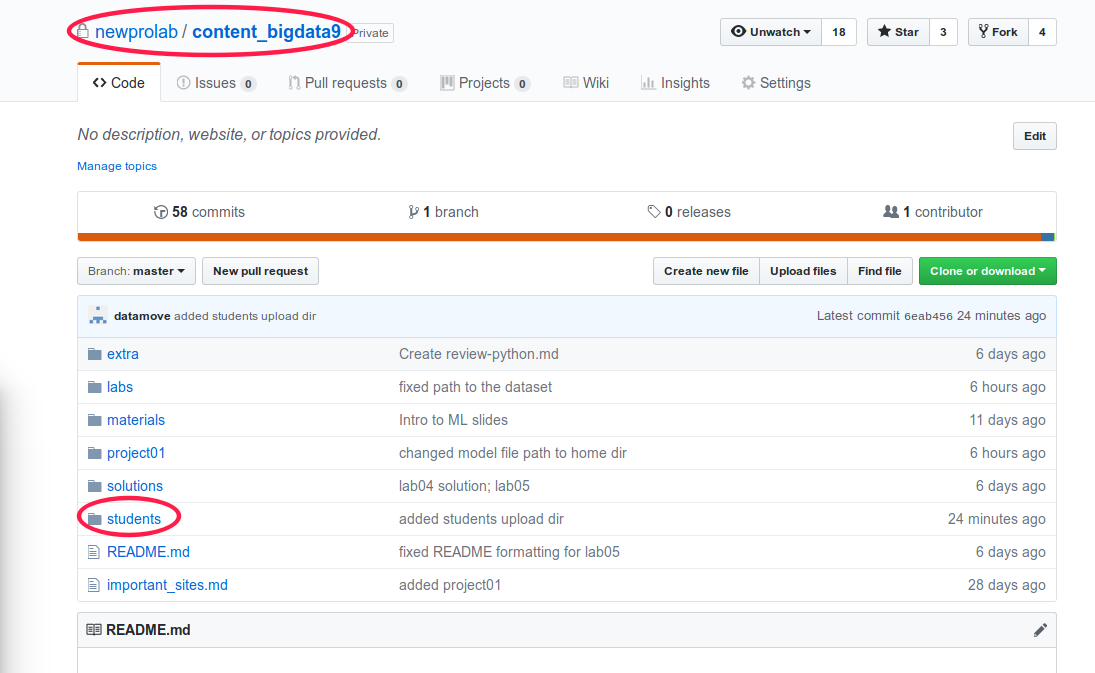 newprolab / content_bigdata9 Private Unwatch 18 Star 3 Fork 4
Code Issues 0 Pull requests 0 Projects 0 Wiki Insights Settings
No description, website, or topics provided. Edit
Manage topics
58 commits 1 branch 0 releases 1 contributor
Branch: master New pull request Create new file Upload files Find file Clone or download
datamove added students upload dir Latest commit 6eab456 24 minutes ago
extra Create review-python.md 6 days ago
labs fixed path to the dataset 6 hours ago
materials Intro to ML slides 11 days ago
project01 changed model file path to home dir 6 hours ago
solutions lab04 solution; lab05 6 days ago
students added students upload dir 24 minutes ago
README.md fixed README formatting for lab05 6 days ago
important_sites.md added project01 28 days ago
README.md